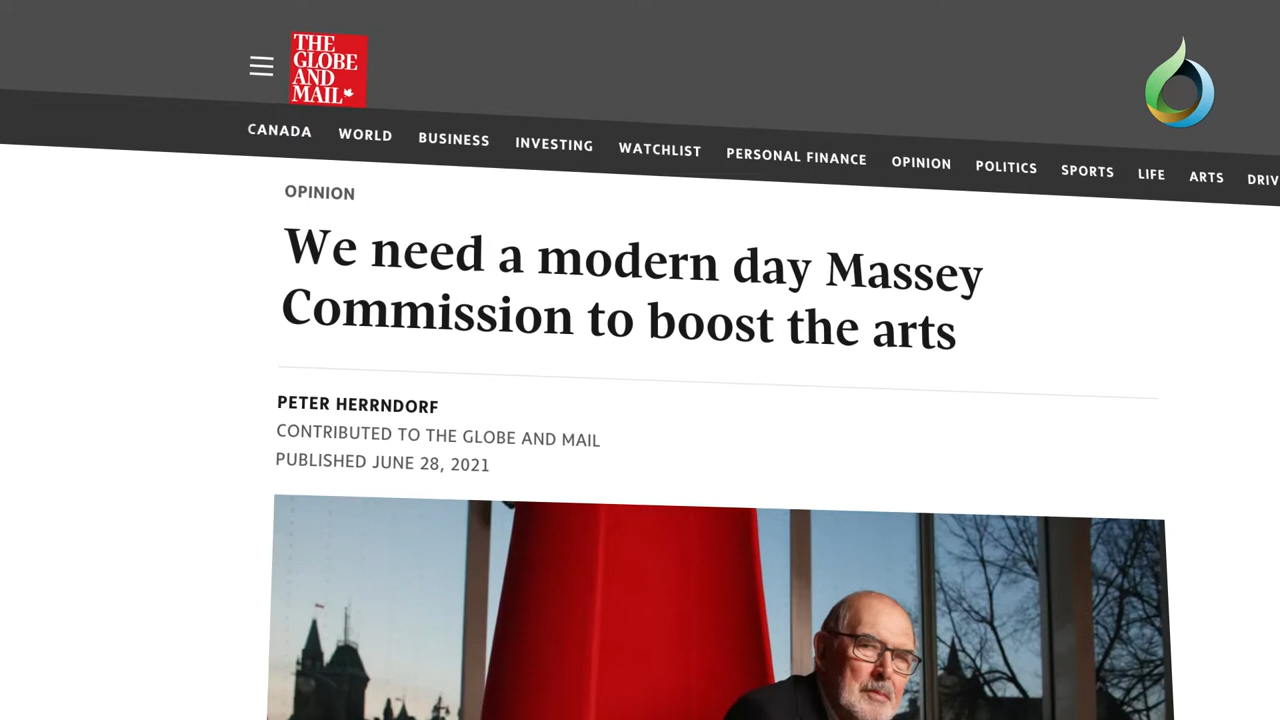 THE
GLOBE
AND
MAIL
CANADA WORLD BUSINESS INVESTING WATCHLIST PERSONAL FINANCE OPINION POLITICS SPORTS LIFE ARTS DRIV
OPINION
We need a modern day Massey
Commission to boost the arts
PETER HERRNDORF
CONTRIBUTED TO THE GLOBE AND MAIL
PUBLISHED JUNE 28, 2021